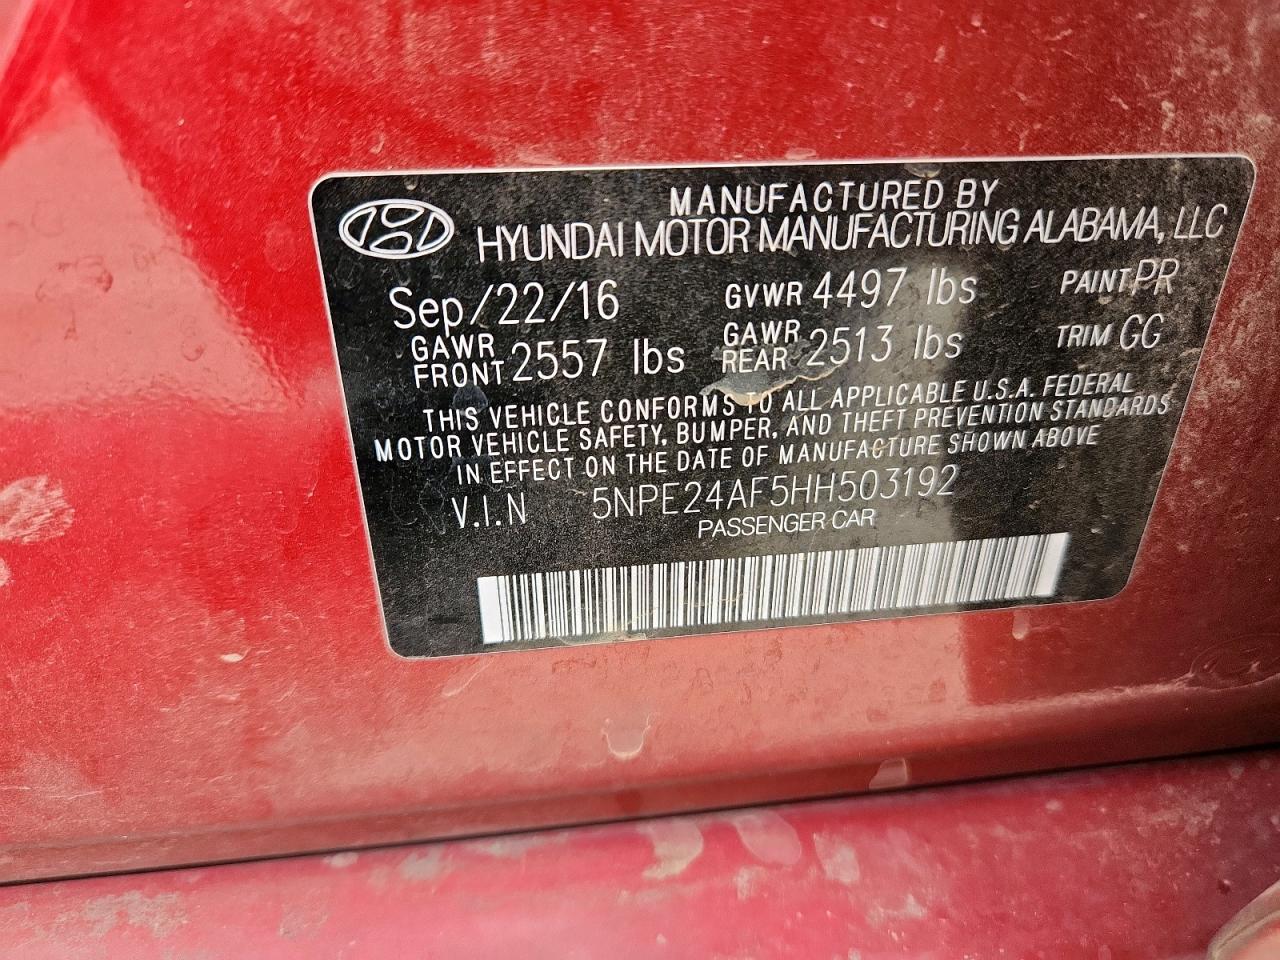 MANUFACTURED BY
HYUNDAI MOTOR MANUFACTURING ALABAMA, LLC
Sep/22/16 GVWR 4497 lbs PAINT PR
GAWR FRONT 2557 lbs GAWR REAR 2513 lbs TRIM GG
THIS VEHICLE CONFORMS TO ALL APPLICABLE U.S.A. FEDERAL
MOTOR VEHICLE SAFETY, BUMPER, AND THEFT PREVENTION STANDARDS
IN EFFECT ON THE DATE OF MANUFACTURE SHOWN ABOVE
V.I.N 5NPE24AF5HH503192
PASSENGER CAR